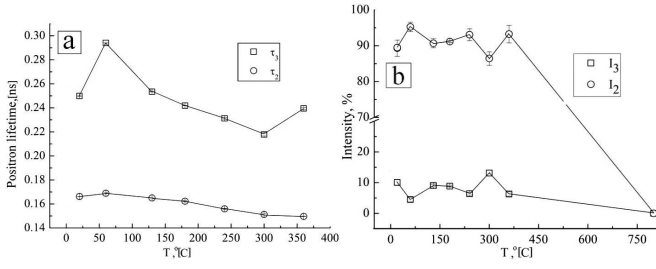 a
τ3
τ2
Positron lifetime,[ns]
0.30
0.28
0.26
0.24
0.22
0.20
0.18
0.16
0.14
0 50 100 150 200 250 300 350 400
T,°[C]
b
I3
I2
Intensity, %
100
90
80
70
20
10
0
0 150 300 450 600 750
T,°[C]